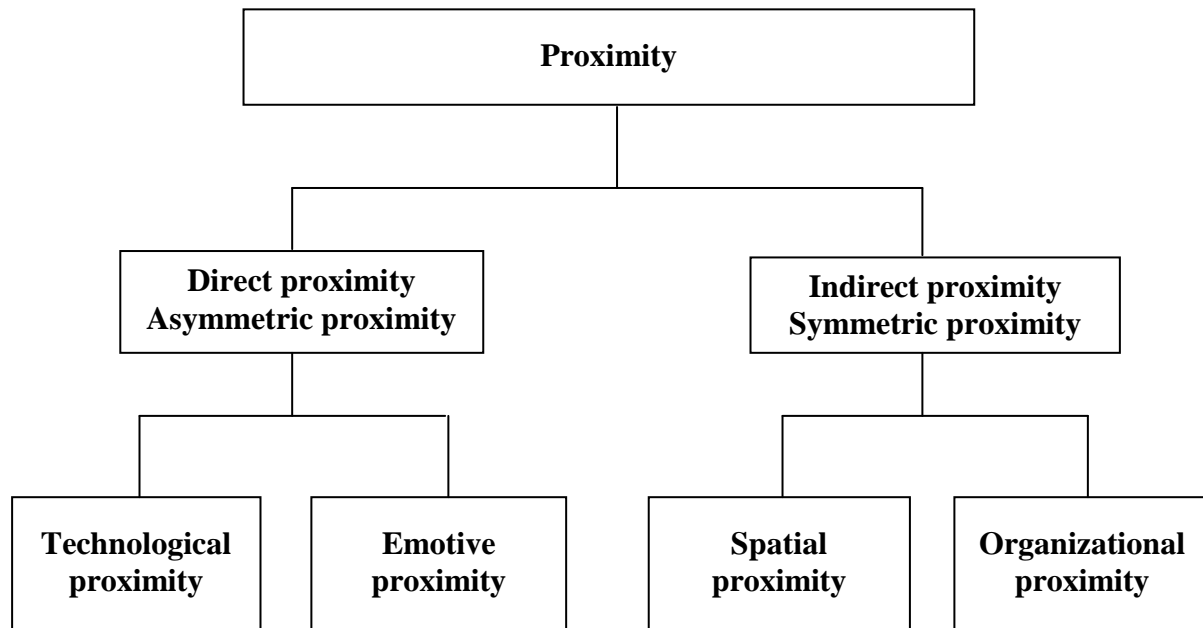 Proximity
Direct proximity
Asymmetric proximity
Indirect proximity
Symmetric proximity
Technological
proximity
Emotive
proximity
Spatial
proximity
Organizational
proximity